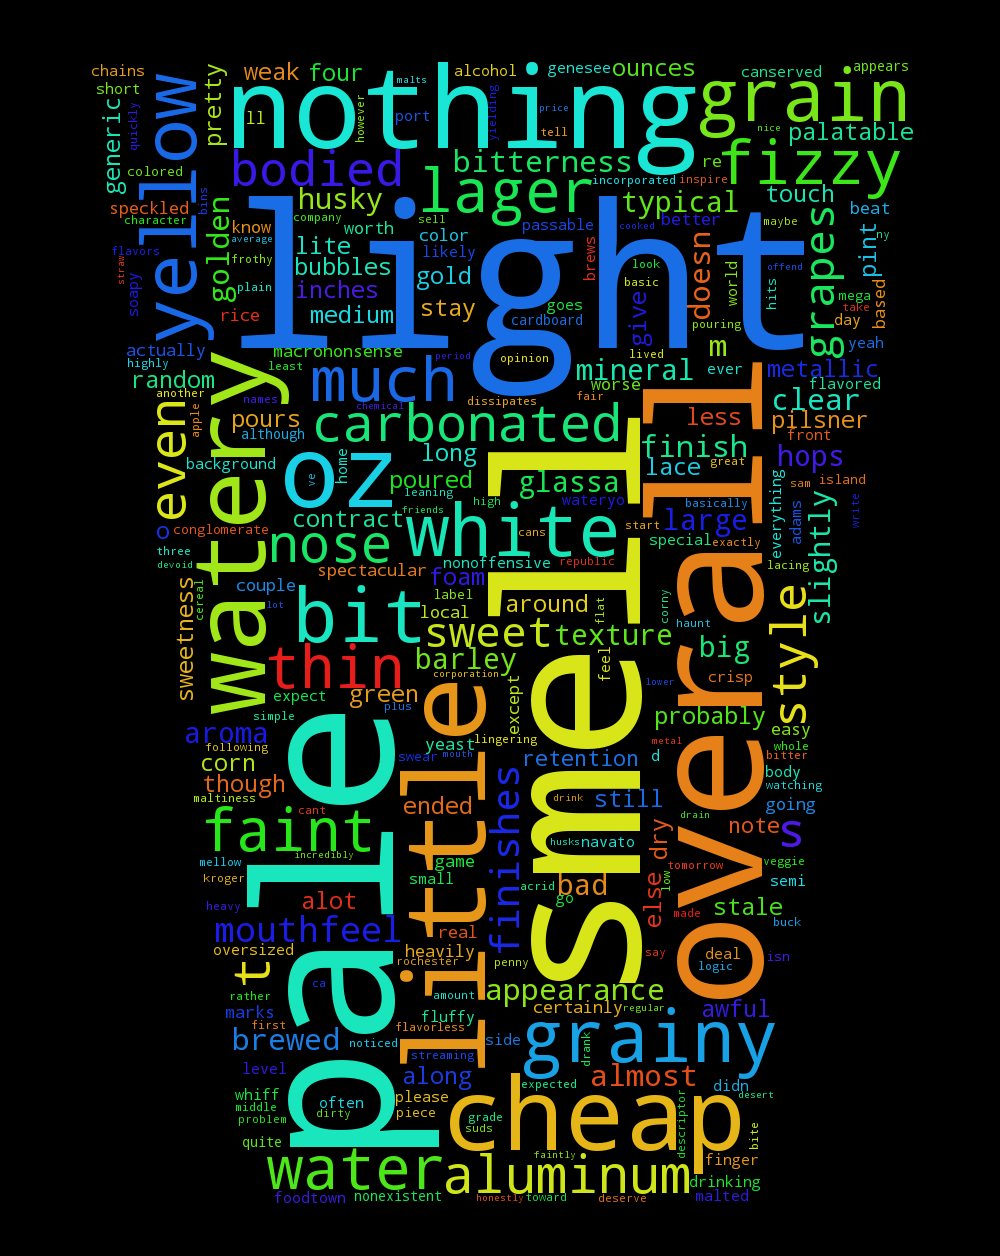 chains
weak
four
malts
alcohol
genesee
ounces
canserved
appears
short
yellow
pretty
nothing
grain
generic
quickly
ll
however
port
yielding
price
tell
nice
palatable
colored
bodied
bitterness
re
fizzy
speckled
bins
husky
lager
incorporated
inspire
typical
touch
character
golden
know
company
worth
sell
passable
cooked
better
maybe
beat
ny
flavors
average
lite
color
likely
brews
doesn
grapes
pint
straw
soapy
frothy
light
bubbles
gold
look
world
offend
plain
inches
goes
basic
give
hits
mega
based
rice
medium
stay
cardboard
pouring
take
day
actually
macrohonsense
period
opinion
lived
m
yeah
highly
least
much
mineral
ever
metallic
random
another
names
chemical
dissipates
worse
fair
flavored
even
apple
watery
pours
carbonated
less
clear
pilsner
although
home
long
smell
overall
finish
front
background
oz
ve
poured
glassa
lace
great
hops
leaning
high
wateryo
basically
everything
sam
island
o
conglomerate
contract
friends
white
cans
start
large
adams
slightly
write
three
nose
nonoffensive
republic
special
exactly
devoid
spectacular
foam
lacing
sweetness
cereal
couple
lot
bit
label
local
around
flat
corny
haunt
style
sweet
texture
thin
barley
feel
big
expect
green
corporation
except
lower
crisp
simple
pale
plus
little
probably
easy
aroma
following
yeast
lingering
metal
whole
corn
swear
mouth
retention
d
bitter
though
body
watching
maltiness
cant
ended
finishes
drink
still
going
faint
drain
note
s
incredibly
husks
navato
dry
mellow
game
tomorrow
veggie
kroger
small
acrid
bad
low
semi
heavy
alot
go
else
made
stale
mouthfeel
real
buck
oversized
t
heavily
say
deal
rochester
penny
logic
isn
rather
ca
amount
appearance
marks
fluffy
certainly
regular
awful
first
flavorless
brewed
noticed
side
grainy
streaming
drank
level
along
almost
didn
whiff
often
please
expected
desert
middle
dirty
piece
cheap
problem
grade
suds
descriptor
bite
quite
faintly
finger
water
aluminum
drinking
foodtown
nonexistent
honestly
toward
deserve
malted